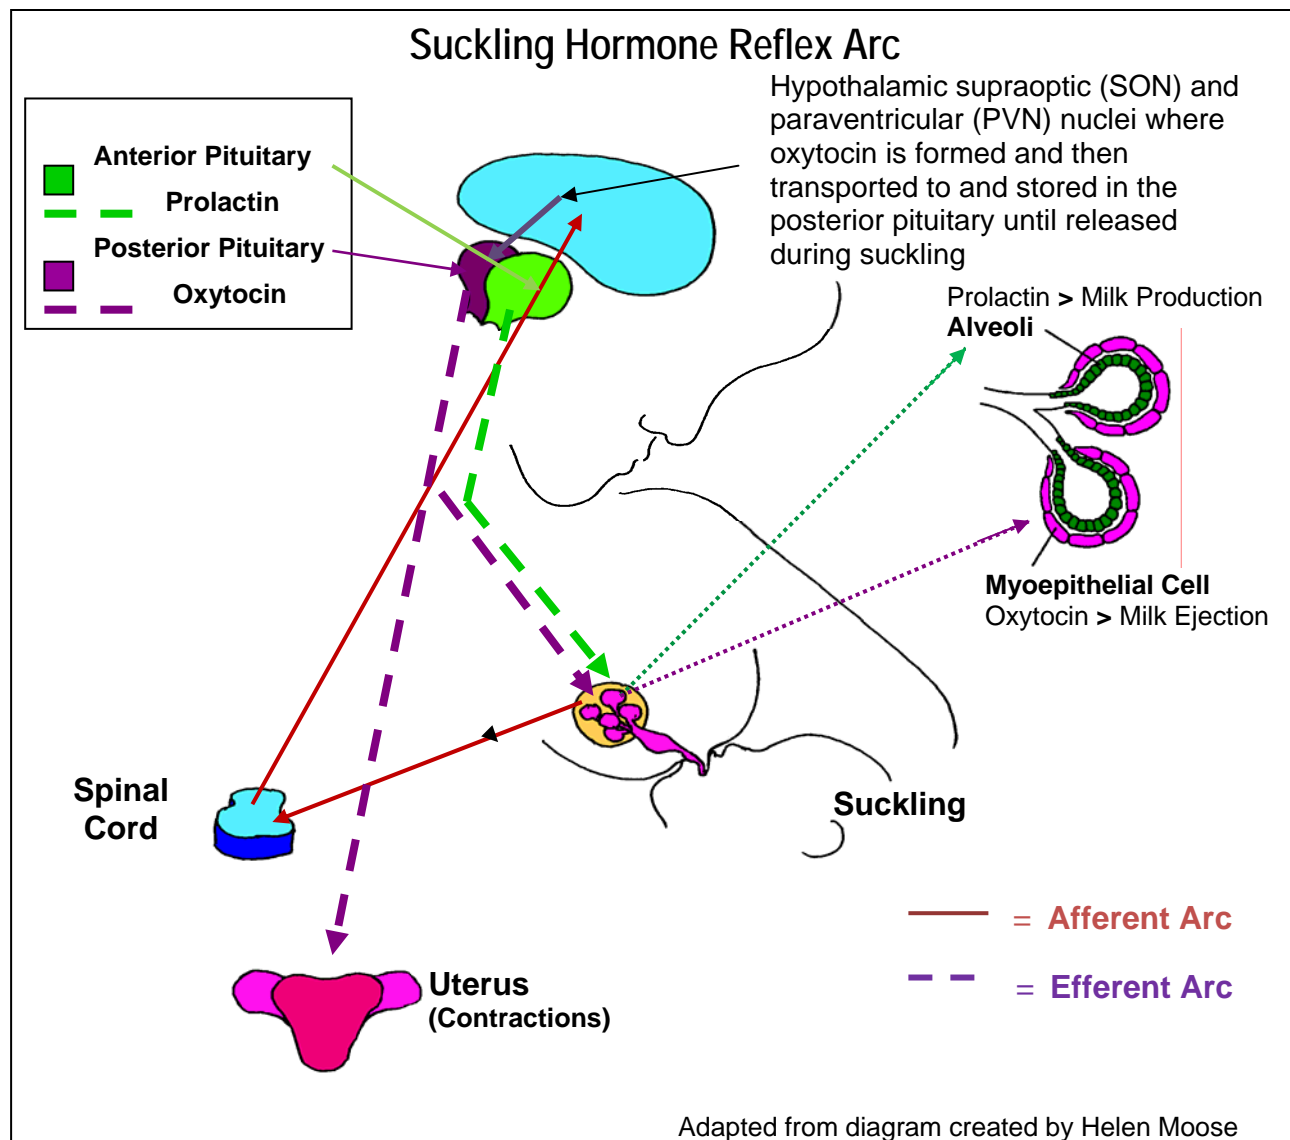 Suckling Hormone Reflex Arc
Anterior Pituitary
Prolactin
Posterior Pituitary
Oxytocin
Hypothalamic supraoptic (SON) and
paraventricular (PVN) nuclei where
oxytocin is formed and then
transported to and stored in the
posterior pituitary until released
during suckling
Prolactin > Milk Production
Alveoli
Myoepithelial Cell
Oxytocin > Milk Ejection
Spinal
Cord
Suckling
= Afferent Arc
= Efferent Arc
Uterus
(Contractions)
Adapted from diagram created by Helen Moose